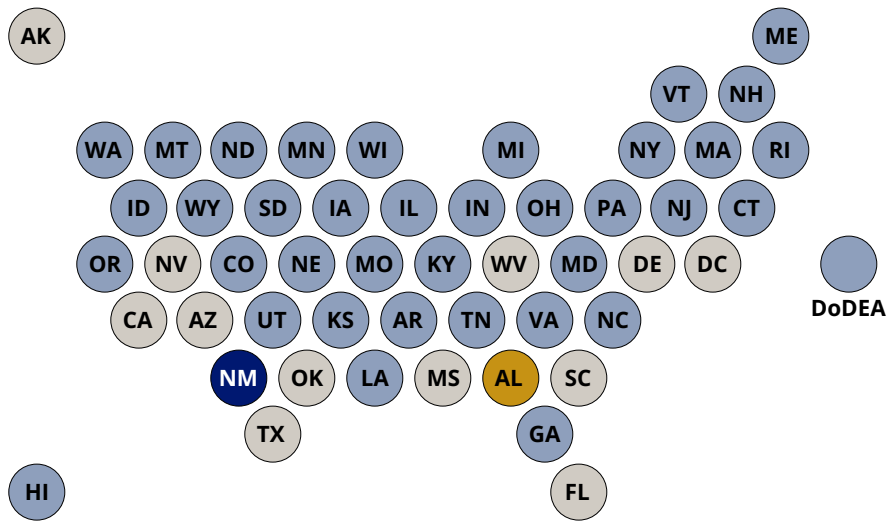 AK ME
VT NH
WA MT ND MN WI MI NY MA RI
ID WY SD IA IL IN OH PA NJ CT
OR NV CO NE MO KY WV MD DE DC
DoDEA
CA AZ UT KS AR TN VA NC
NM OK LA MS AL SC
TX GA
HI FL